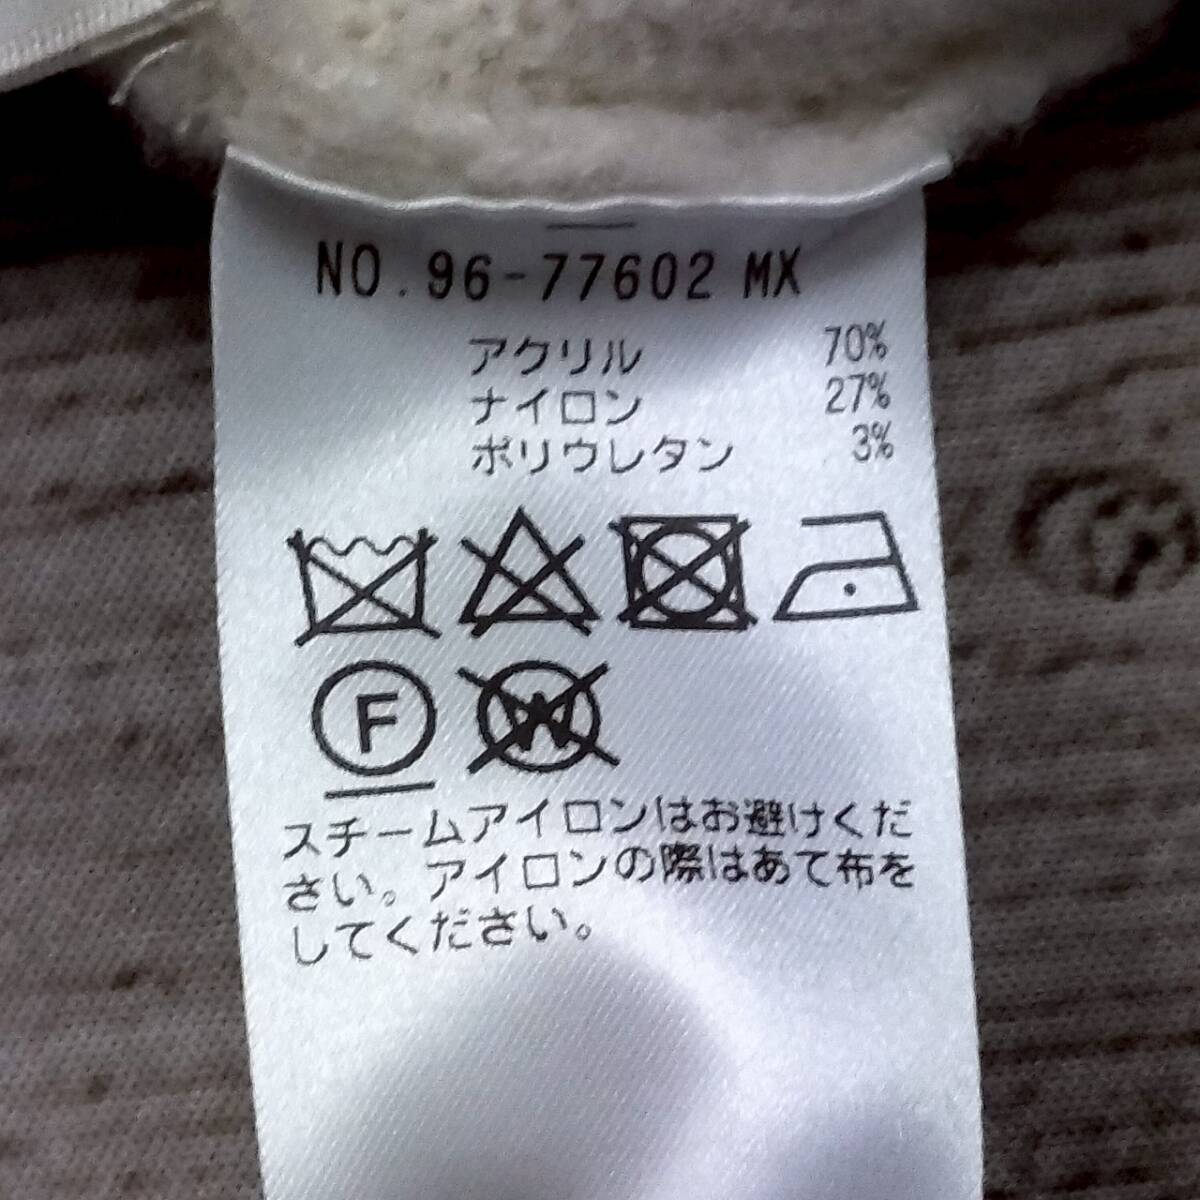 NO.96-77602 MX
アクリル 70%
ナイロン 27%
ポリウレタン 3%
F W
スチームアイロンはお避けくだ
さい。アイロンの際はあて布を
してください。